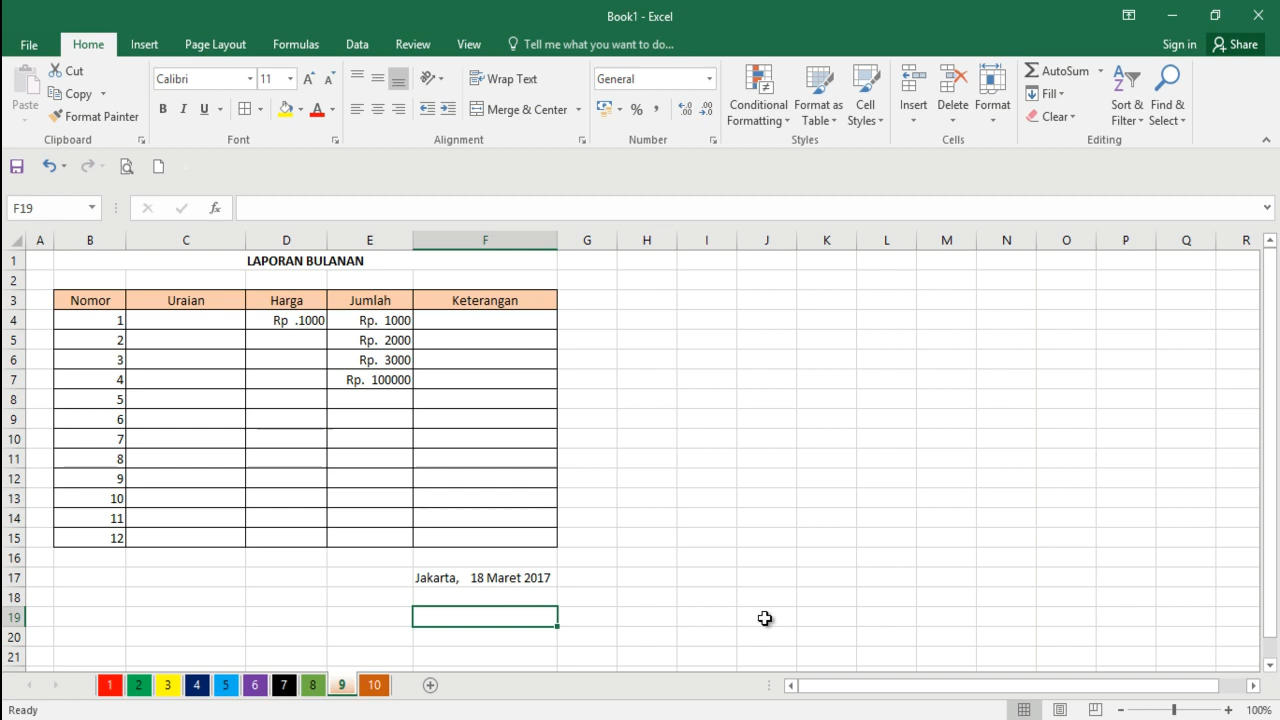 Book1 - Excel
File Home Insert Page Layout Formulas Data Review View Tell me what you want to do... Sign in Share
Paste Cut Copy Format Painter Clipboard
Calibri 11 B I U A Font
Wrap Text Merge & Center Alignment
General % , Number
Conditional Formatting Format as Table Cell Styles Styles
Insert Delete Format Cells
AutoSum Fill Clear Sort & Filter Find & Select Editing
F19 fx
A B C D E F G H I J K L M N O P Q R
1 LAPORAN BULANAN
2
3 Nomor Uraian Harga Jumlah Keterangan
4 1 Rp .1000 Rp. 1000
5 2 Rp. 2000
6 3 Rp. 3000
7 4 Rp. 100000
8 5
9 6
10 7
11 8
12 9
13 10
14 11
15 12
16
17 Jakarta, 18 Maret 2017
18
19
20
21
1 2 3 4 5 6 7 8 9 10
Ready 100%